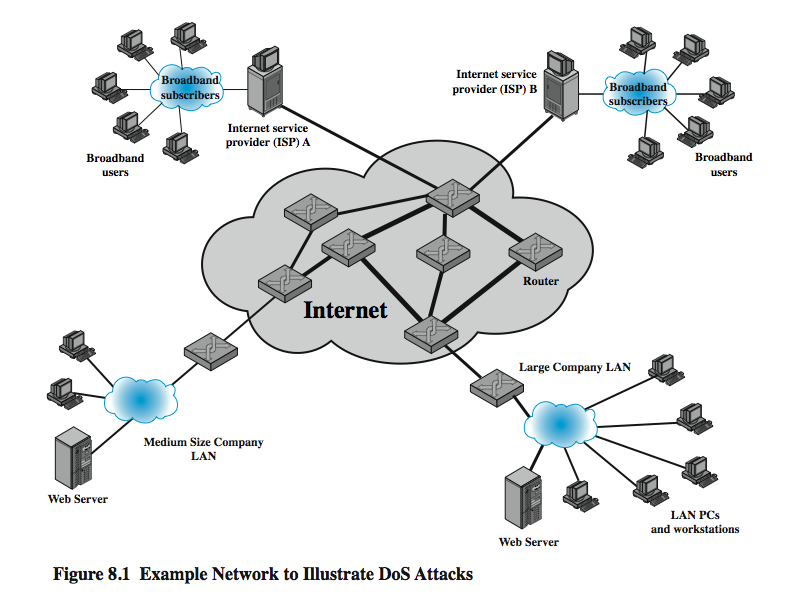 Broadband
subscribers
Internet service
provider (ISP) A
Broadband
users
Internet service
provider (ISP) B
Broadband
subscribers
Broadband
users
Internet
Router
Large Company LAN
Medium Size Company
LAN
Web Server
LAN PCs
and workstations
Web Server
Figure 8.1 Example Network to Illustrate DoS Attacks